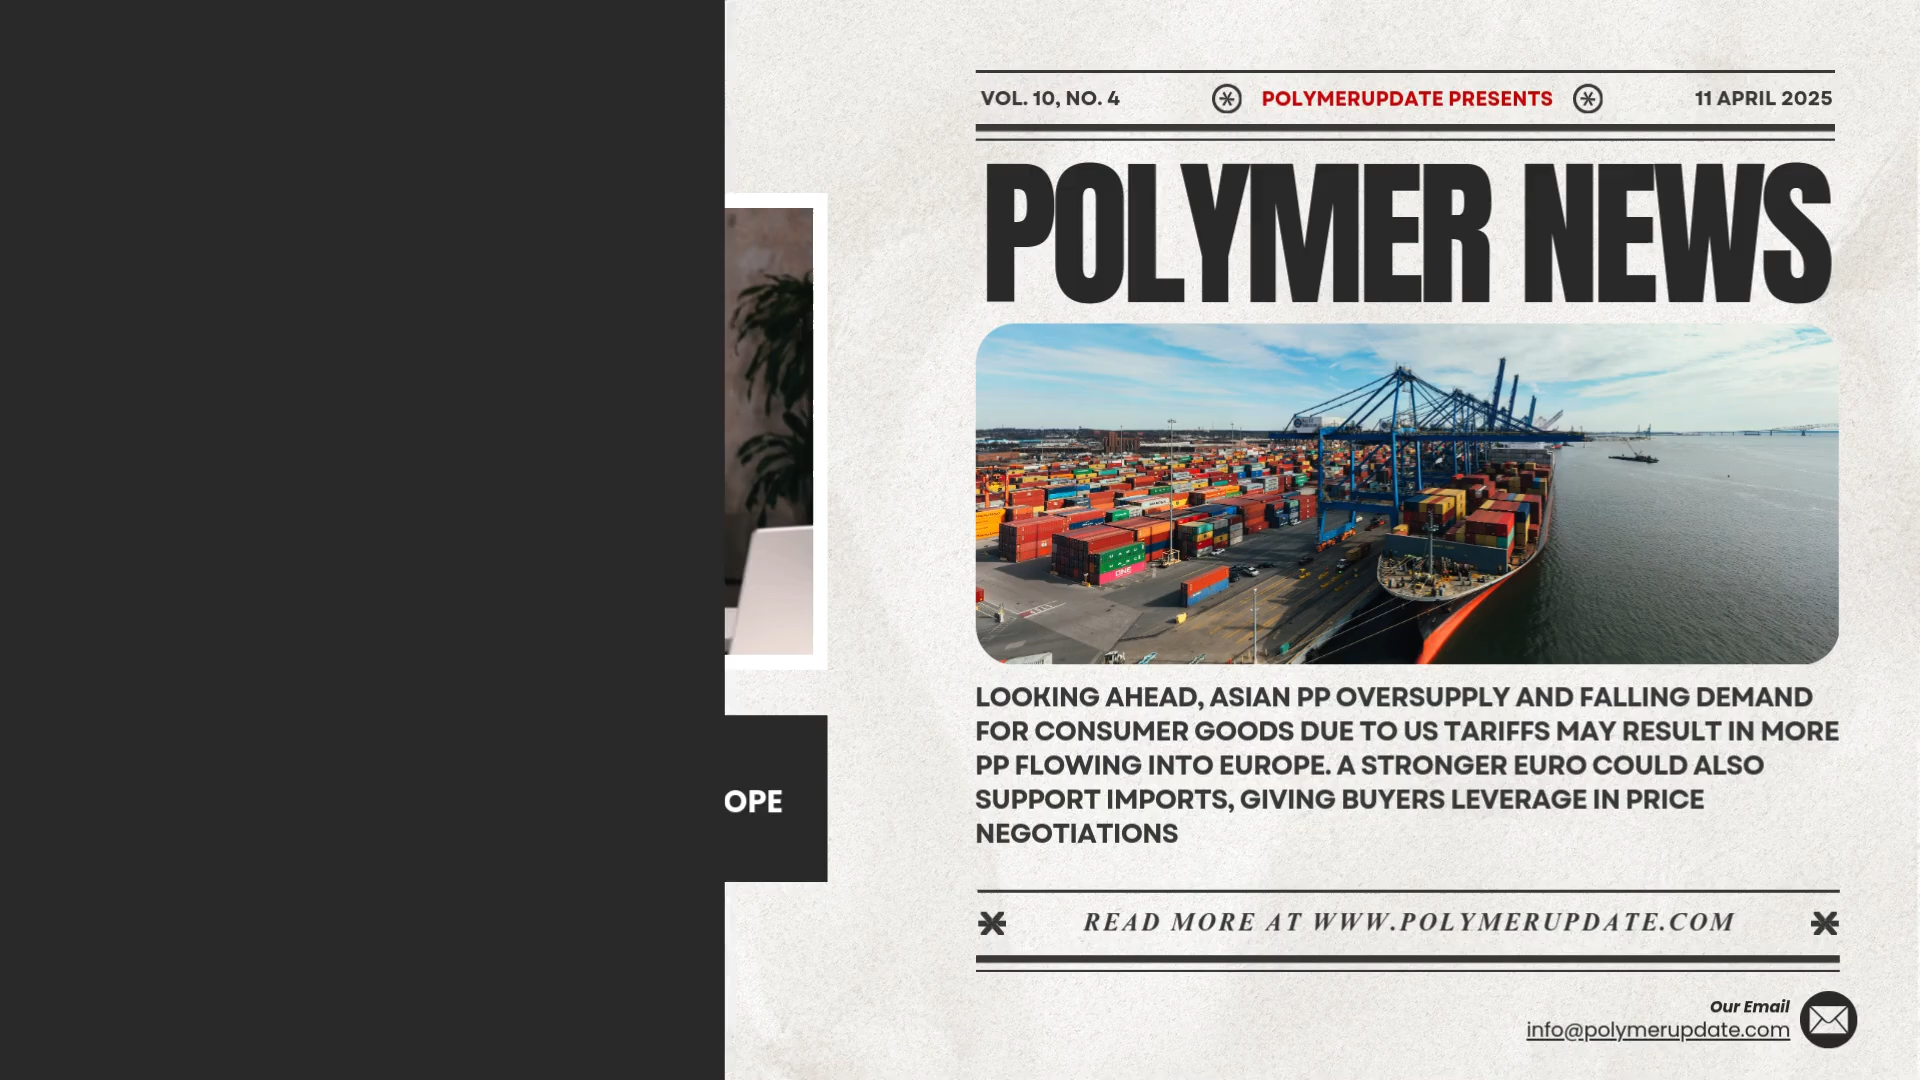 VOL. 10, NO. 4
POLYMERUPDATE PRESENTS
11 APRIL 2025
POLYMER NEWS
ONE
OPE
LOOKING AHEAD, ASIAN PP OVERSUPPLY AND FALLING DEMAND
FOR CONSUMER GOODS DUE TO US TARIFFS MAY RESULT IN MORE
PP FLOWING INTO EUROPE. A STRONGER EURO COULD ALSO
SUPPORT IMPORTS, GIVING BUYERS LEVERAGE IN PRICE
NEGOTIATIONS
READ MORE AT WWW.POLYMERUPDATE.COM
Our Email
info@polymerupdate.com